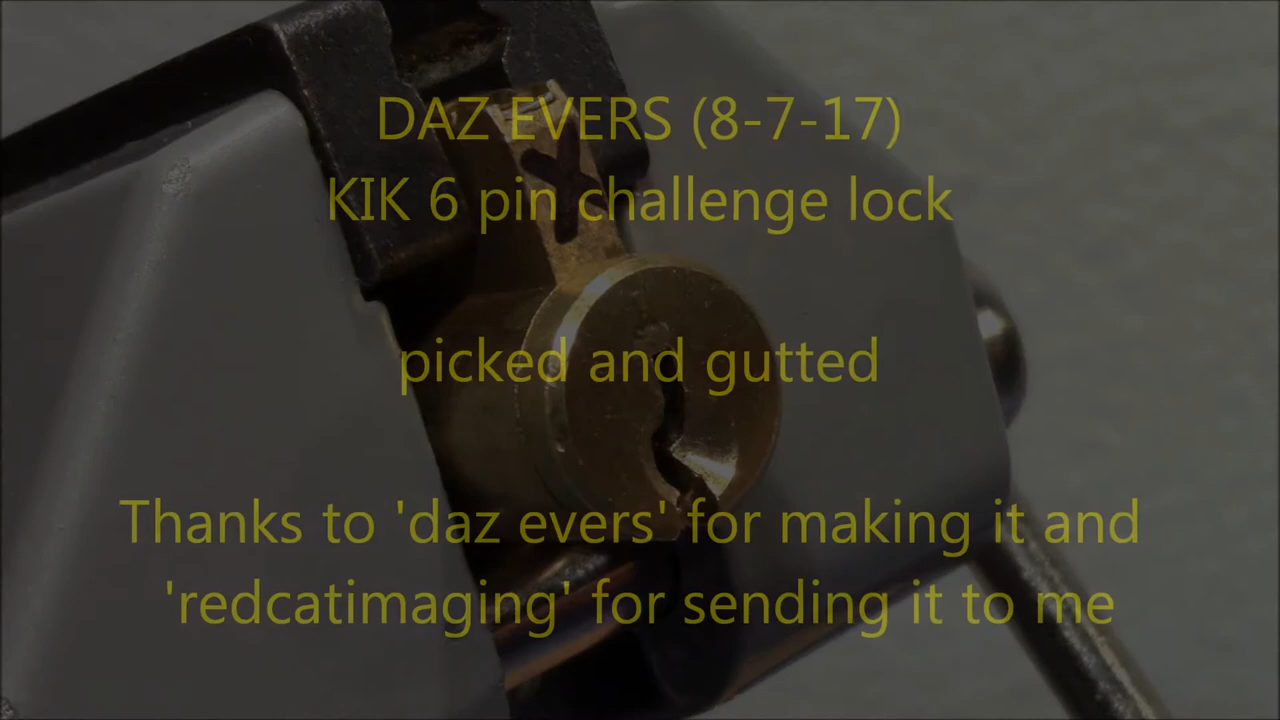 DAZ EVERS (8-7-17)
KIK 6 pin challenge lock
picked and gutted
Thanks to 'daz evers' for making it and
'redcatimaging' for sending it to me